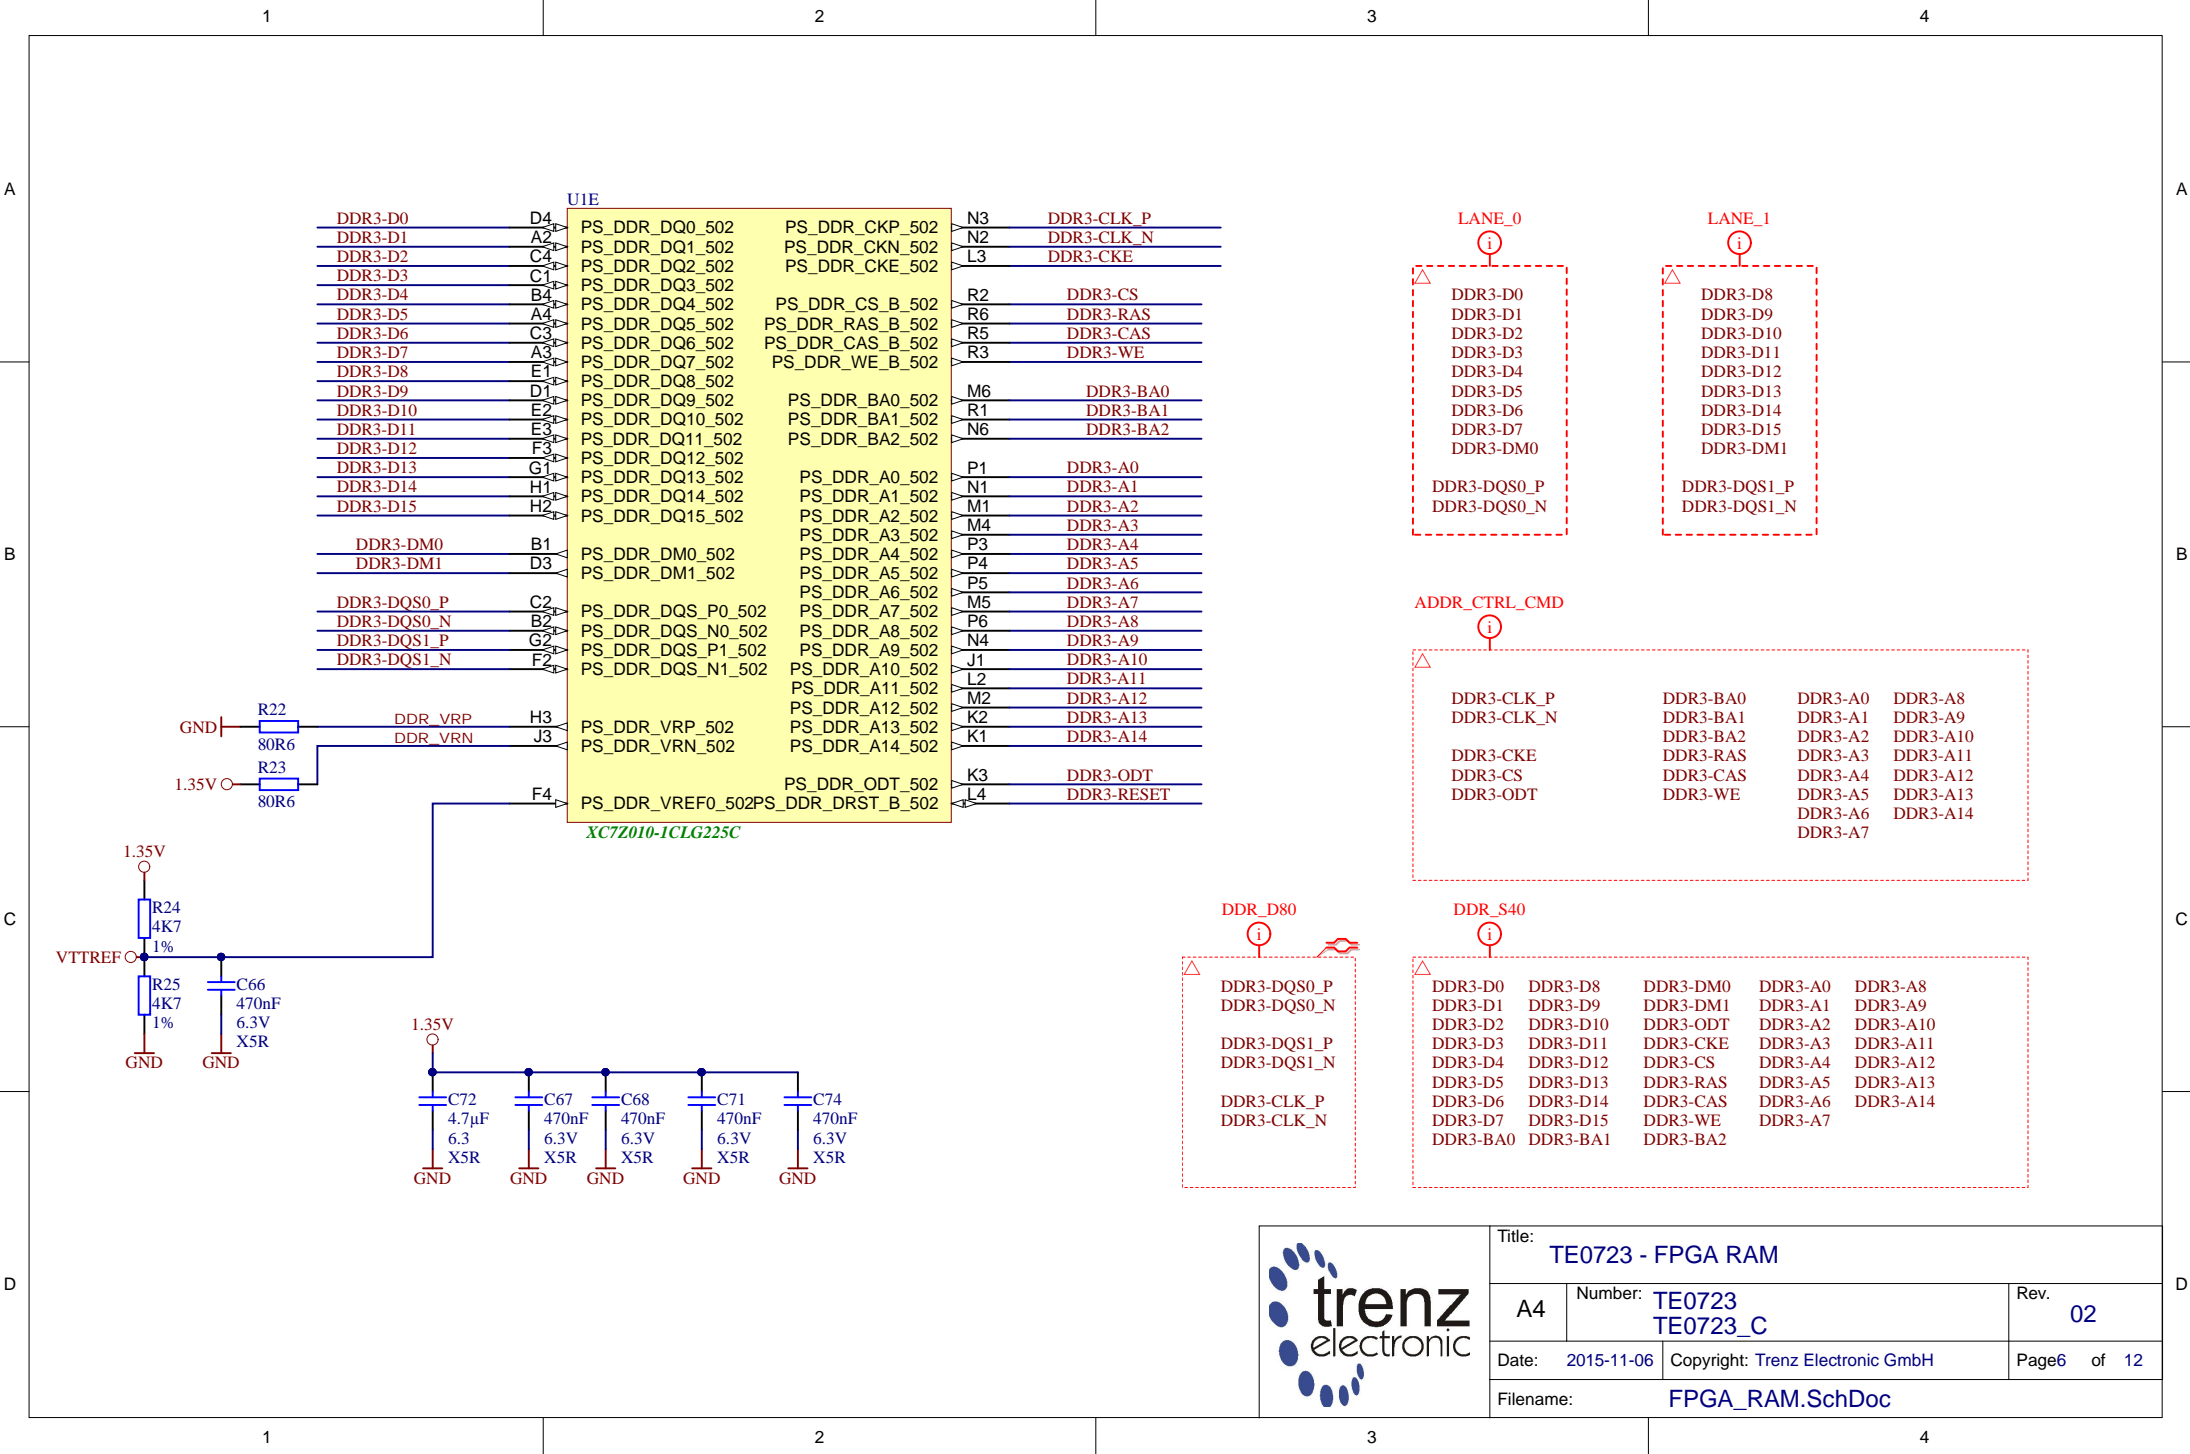 1 2 3 4
A A
B B
C C
D D
U1E
DDR3-D0 D4 PS_DDR_DQ0_502
DDR3-D1 A2 PS_DDR_DQ1_502
DDR3-D2 C4 PS_DDR_DQ2_502
DDR3-D3 C1 PS_DDR_DQ3_502
DDR3-D4 B4 PS_DDR_DQ4_502
DDR3-D5 A4 PS_DDR_DQ5_502
DDR3-D6 C3 PS_DDR_DQ6_502
DDR3-D7 A3 PS_DDR_DQ7_502
DDR3-D8 E1 PS_DDR_DQ8_502
DDR3-D9 D1 PS_DDR_DQ9_502
DDR3-D10 E2 PS_DDR_DQ10_502
DDR3-D11 E3 PS_DDR_DQ11_502
DDR3-D12 F3 PS_DDR_DQ12_502
DDR3-D13 G1 PS_DDR_DQ13_502
DDR3-D14 H1 PS_DDR_DQ14_502
DDR3-D15 H2 PS_DDR_DQ15_502
DDR3-DM0 B1 PS_DDR_DM0_502
DDR3-DM1 D3 PS_DDR_DM1_502
DDR3-DQS0_P C2 PS_DDR_DQS_P0_502
DDR3-DQS0_N B2 PS_DDR_DQS_N0_502
DDR3-DQS1_P G2 PS_DDR_DQS_P1_502
DDR3-DQS1_N F2 PS_DDR_DQS_N1_502
GND R22 80R6 DDR_VRP H3 PS_DDR_VRP_502
1.35V R23 80R6 DDR_VRN J3 PS_DDR_VRN_502
F4 PS_DDR_VREF0_502
PS_DDR_CKP_502 N3 DDR3-CLK_P
PS_DDR_CKN_502 N2 DDR3-CLK_N
PS_DDR_CKE_502 L3 DDR3-CKE
PS_DDR_CS_B_502 R2 DDR3-CS
PS_DDR_RAS_B_502 R6 DDR3-RAS
PS_DDR_CAS_B_502 R5 DDR3-CAS
PS_DDR_WE_B_502 R3 DDR3-WE
PS_DDR_BA0_502 M6 DDR3-BA0
PS_DDR_BA1_502 R1 DDR3-BA1
PS_DDR_BA2_502 N6 DDR3-BA2
PS_DDR_A0_502 P1 DDR3-A0
PS_DDR_A1_502 N1 DDR3-A1
PS_DDR_A2_502 M1 DDR3-A2
PS_DDR_A3_502 M4 DDR3-A3
PS_DDR_A4_502 P3 DDR3-A4
PS_DDR_A5_502 P4 DDR3-A5
PS_DDR_A6_502 P5 DDR3-A6
PS_DDR_A7_502 M5 DDR3-A7
PS_DDR_A8_502 P6 DDR3-A8
PS_DDR_A9_502 N4 DDR3-A9
PS_DDR_A10_502 J1 DDR3-A10
PS_DDR_A11_502 L2 DDR3-A11
PS_DDR_A12_502 M2 DDR3-A12
PS_DDR_A13_502 K2 DDR3-A13
PS_DDR_A14_502 K1 DDR3-A14
PS_DDR_ODT_502 K3 DDR3-ODT
PS_DDR_DRST_B_502 L4 DDR3-RESET
XC7Z010-1CLG225C
1.35V
R24
4K7
1%
VTTREF
R25
4K7
1%
GND
C66
470nF
6.3V
X5R
GND
1.35V
C72
4.7µF
6.3
X5R
GND
C67
470nF
6.3V
X5R
GND
C68
470nF
6.3V
X5R
GND
C71
470nF
6.3V
X5R
GND
C74
470nF
6.3V
X5R
GND
LANE_0
i
DDR3-D0
DDR3-D1
DDR3-D2
DDR3-D3
DDR3-D4
DDR3-D5
DDR3-D6
DDR3-D7
DDR3-DM0
DDR3-DQS0_P
DDR3-DQS0_N
LANE_1
i
DDR3-D8
DDR3-D9
DDR3-D10
DDR3-D11
DDR3-D12
DDR3-D13
DDR3-D14
DDR3-D15
DDR3-DM1
DDR3-DQS1_P
DDR3-DQS1_N
ADDR_CTRL_CMD
i
DDR3-CLK_P DDR3-BA0 DDR3-A0 DDR3-A8
DDR3-CLK_N DDR3-BA1 DDR3-A1 DDR3-A9
DDR3-BA2 DDR3-A2 DDR3-A10
DDR3-CKE DDR3-RAS DDR3-A3 DDR3-A11
DDR3-CS DDR3-CAS DDR3-A4 DDR3-A12
DDR3-ODT DDR3-WE DDR3-A5 DDR3-A13
DDR3-A6 DDR3-A14
DDR3-A7
DDR_D80
i
DDR3-DQS0_P
DDR3-DQS0_N
DDR3-DQS1_P
DDR3-DQS1_N
DDR3-CLK_P
DDR3-CLK_N
DDR_S40
i
DDR3-D0 DDR3-D8 DDR3-DM0 DDR3-A0 DDR3-A8
DDR3-D1 DDR3-D9 DDR3-DM1 DDR3-A1 DDR3-A9
DDR3-D2 DDR3-D10 DDR3-ODT DDR3-A2 DDR3-A10
DDR3-D3 DDR3-D11 DDR3-CKE DDR3-A3 DDR3-A11
DDR3-D4 DDR3-D12 DDR3-CS DDR3-A4 DDR3-A12
DDR3-D5 DDR3-D13 DDR3-RAS DDR3-A5 DDR3-A13
DDR3-D6 DDR3-D14 DDR3-CAS DDR3-A6 DDR3-A14
DDR3-D7 DDR3-D15 DDR3-WE DDR3-A7
DDR3-BA0 DDR3-BA1 DDR3-BA2
trenz
electronic
Title:
TE0723 - FPGA RAM
A4
Number: TE0723
TE0723_C
Rev.
02
Date: 2015-11-06 Copyright: Trenz Electronic GmbH Page6 of 12
Filename: FPGA_RAM.SchDoc
1 2 3 4